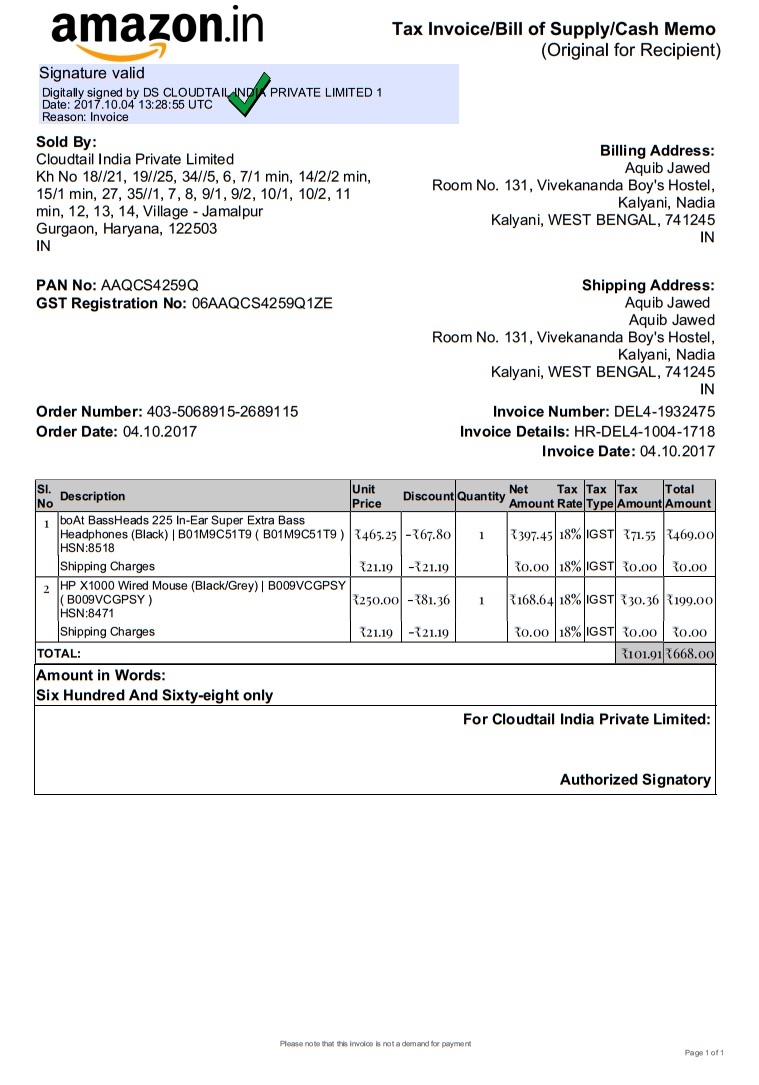 amazon.in
Tax Invoice/Bill of Supply/Cash Memo
(Original for Recipient)
Signature valid
Digitally signed by DS CLOUDTAIL INDIA PRIVATE LIMITED 1
Date: 2017.10.04 13:28:55 UTC
Reason: Invoice
Sold By:
Cloudtail India Private Limited
Kh No 18//21, 19//25, 34//5, 6, 7/1 min, 14/2/2 min,
15/1 min, 27, 35//1, 7, 8, 9/1, 9/2, 10/1, 10/2, 11
min, 12, 13, 14, Village - Jamalpur
Gurgaon, Haryana, 122503
IN
Billing Address:
Aquib Jawed
Room No. 131, Vivekananda Boy's Hostel,
Kalyani, Nadia
Kalyani, WEST BENGAL, 741245
IN
PAN No: AAQCS4259Q
GST Registration No: 06AAQCS4259Q1ZE
Shipping Address:
Aquib Jawed
Aquib Jawed
Room No. 131, Vivekananda Boy's Hostel,
Kalyani, Nadia
Kalyani, WEST BENGAL, 741245
IN
Order Number: 403-5068915-2689115
Order Date: 04.10.2017
Invoice Number: DEL4-1932475
Invoice Details: HR-DEL4-1004-1718
Invoice Date: 04.10.2017
Sl. No Description Unit Price Discount Quantity Net Amount Tax Rate Tax Type Tax Amount Total Amount
1 boAt BassHeads 225 In-Ear Super Extra Bass
Headphones (Black) | B01M9C51T9 ( B01M9C51T9 ) ₹465.25 -₹67.80 1 ₹397.45 18% IGST ₹71.55 ₹469.00
HSN:8518
Shipping Charges ₹21.19 -₹21.19 ₹0.00 18% IGST ₹0.00 ₹0.00
2 HP X1000 Wired Mouse (Black/Grey) | B009VCGPSY
( B009VCGPSY ) ₹250.00 -₹81.36 1 ₹168.64 18% IGST ₹30.36 ₹199.00
HSN:8471
Shipping Charges ₹21.19 -₹21.19 ₹0.00 18% IGST ₹0.00 ₹0.00
TOTAL: ₹101.91 ₹668.00
Amount in Words:
Six Hundred And Sixty-eight only
For Cloudtail India Private Limited:
Authorized Signatory
Please note that this invoice is not a demand for payment
Page 1 of 1